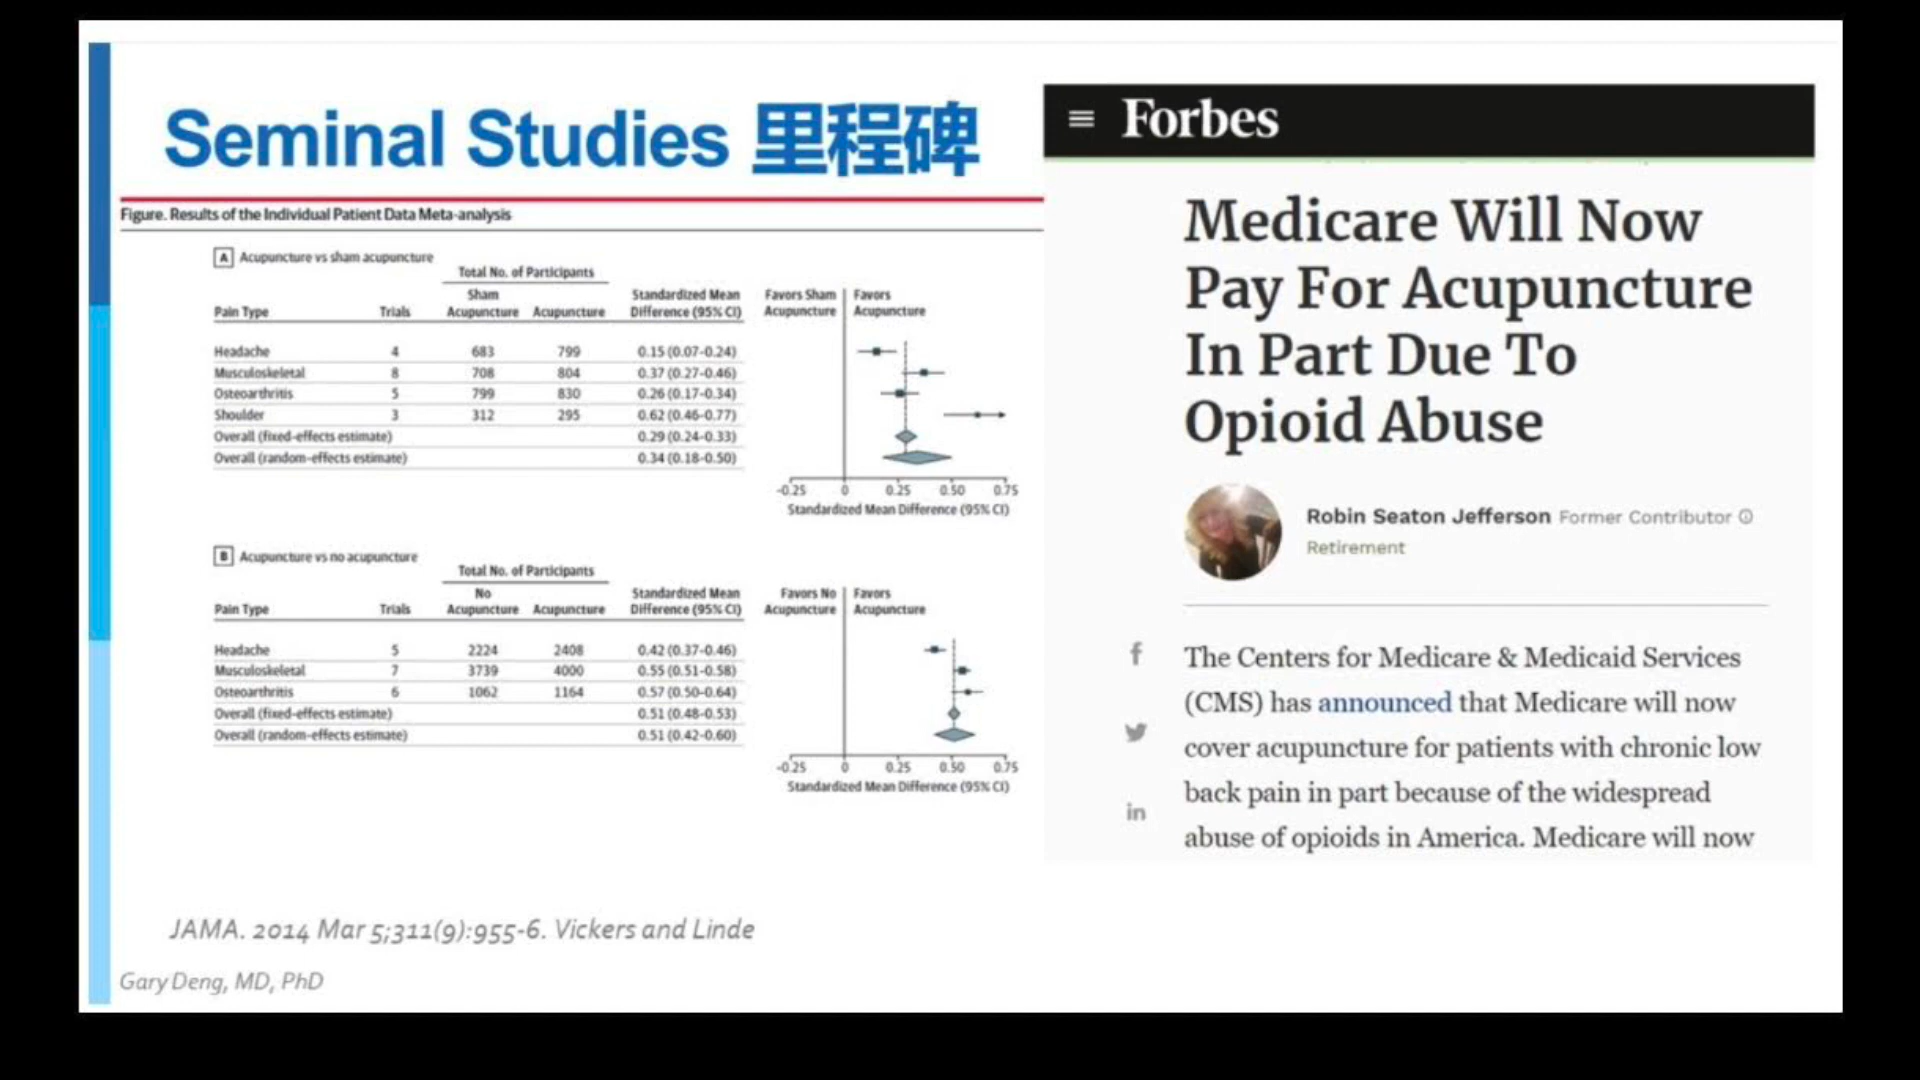 Seminal Studies 里程碑
Figure. Results of the Individual Patient Data Meta-analysis
A Acupuncture vs sham acupuncture
Total No. of Participants
Sham Standardized Mean Favors Sham Favors
Pain Type Trials Acupuncture Acupuncture Difference (95% CI) Acupuncture Acupuncture
Headache 4 683 799 0.15 (0.07-0.24)
Musculoskeletal 8 708 804 0.37 (0.27-0.46)
Osteoarthritis 5 799 830 0.26 (0.17-0.34)
Shoulder 3 312 295 0.62 (0.46-0.77)
Overall (fixed-effects estimate) 0.29 (0.24-0.33)
Overall (random-effects estimate) 0.34 (0.18-0.50)
-0.25 0 0.25 0.50 0.75
Standardized Mean Difference (95% CI)
B Acupuncture vs no acupuncture
Total No. of Participants
No Standardized Mean Favors No Favors
Pain Type Trials Acupuncture Acupuncture Difference (95% CI) Acupuncture Acupuncture
Headache 5 2224 2408 0.42 (0.37-0.46)
Musculoskeletal 7 3739 4000 0.55 (0.51-0.58)
Osteoarthritis 6 1062 1164 0.57 (0.50-0.64)
Overall (fixed-effects estimate) 0.51 (0.48-0.53)
Overall (random-effects estimate) 0.51 (0.42-0.60)
-0.25 0 0.25 0.50 0.75
Standardized Mean Difference (95% CI)
JAMA. 2014 Mar 5;311(9):955-6. Vickers and Linde
Gary Deng, MD, PhD
Forbes
Medicare Will Now
Pay For Acupuncture
In Part Due To
Opioid Abuse
Robin Seaton Jefferson Former Contributor
Retirement
The Centers for Medicare & Medicaid Services
(CMS) has announced that Medicare will now
cover acupuncture for patients with chronic low
back pain in part because of the widespread
abuse of opioids in America. Medicare will now